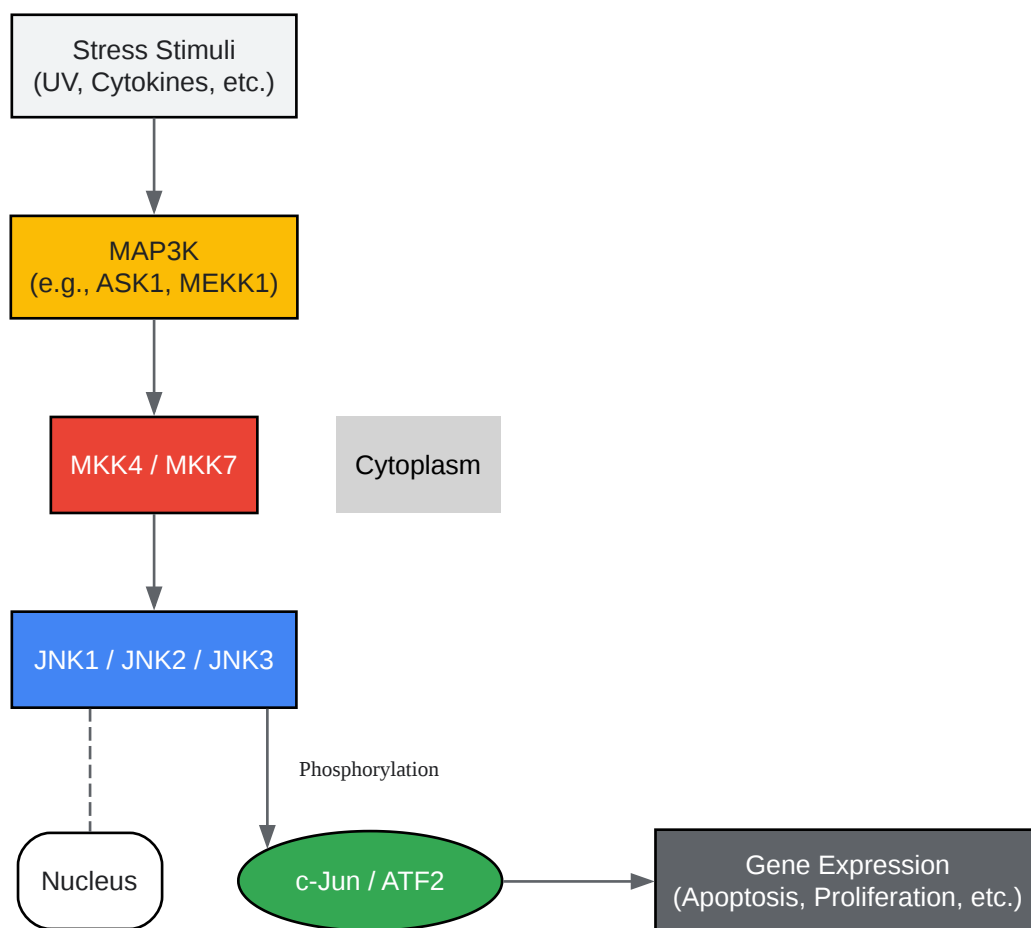 Stress Stimuli
(UV, Cytokines, etc.)
MAP3K
(e.g., ASK1, MEKK1)
MKK4 / MKK7
Cytoplasm
JNK1 / JNK2 / JNK3
Phosphorylation
Nucleus
c-Jun / ATF2
Gene Expression
(Apoptosis, Proliferation, etc.)